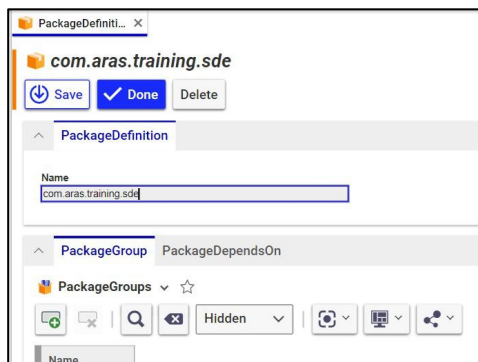 PackageDefiniti...
com.aras.training.sde
Save Done Delete
PackageDefinition
Name
com.aras.training.sde
PackageGroup PackageDependsOn
PackageGroups
Hidden
Name